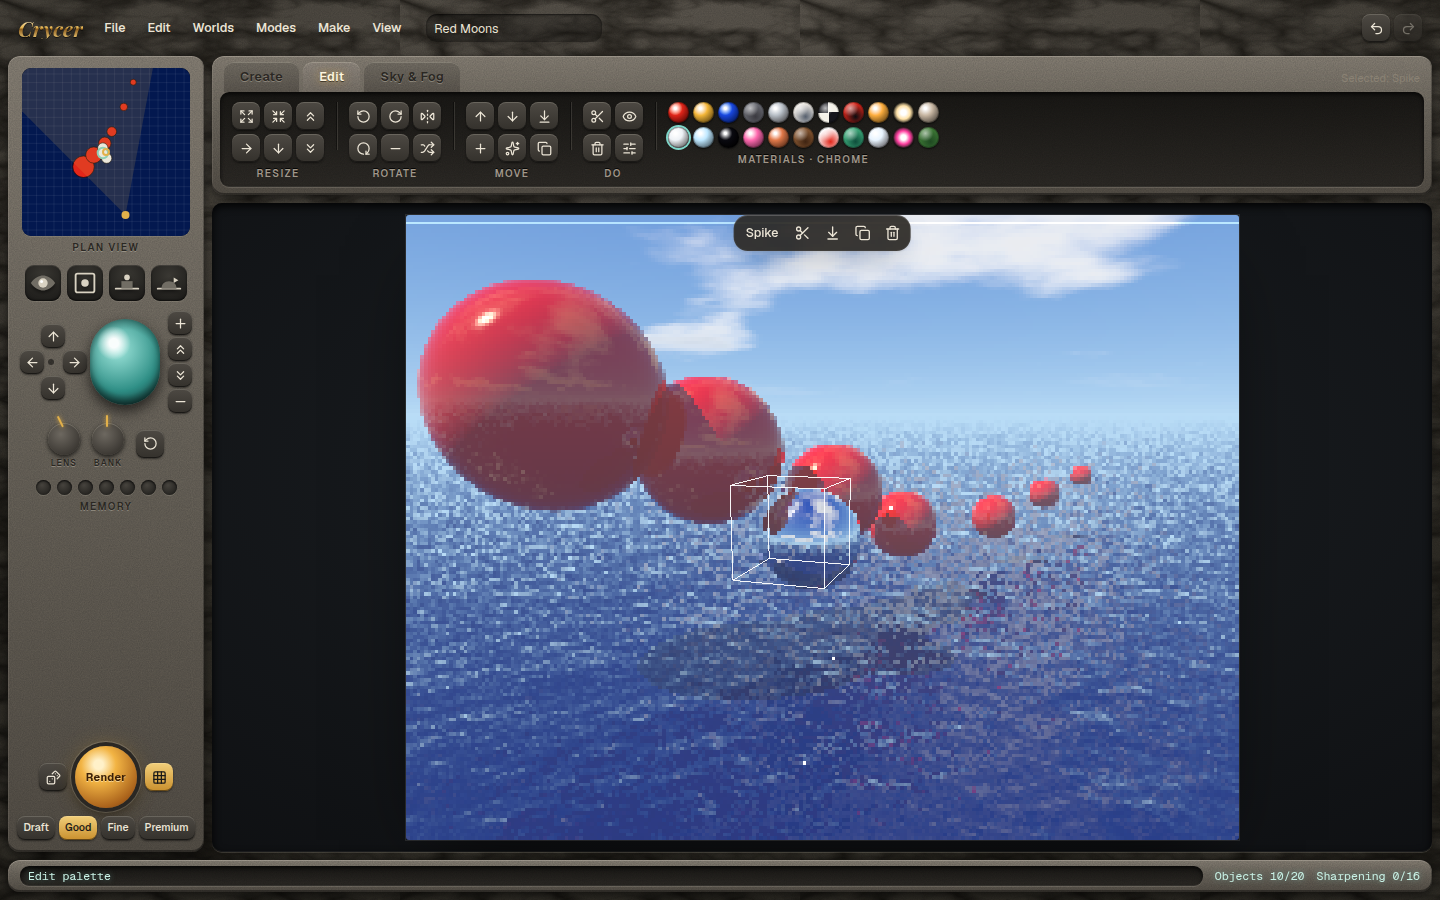 Crycer File Edit Worlds Modes Make View Red Moons
Create Edit Sky & Fog Selected: Spike
RESIZE ROTATE MOVE DO MATERIALS · CHROME
Spike
PLAN VIEW
LENS BANK
MEMORY
Render
Draft Good Fine Premium
Edit palette Objects 10/20 Sharpening 0/16